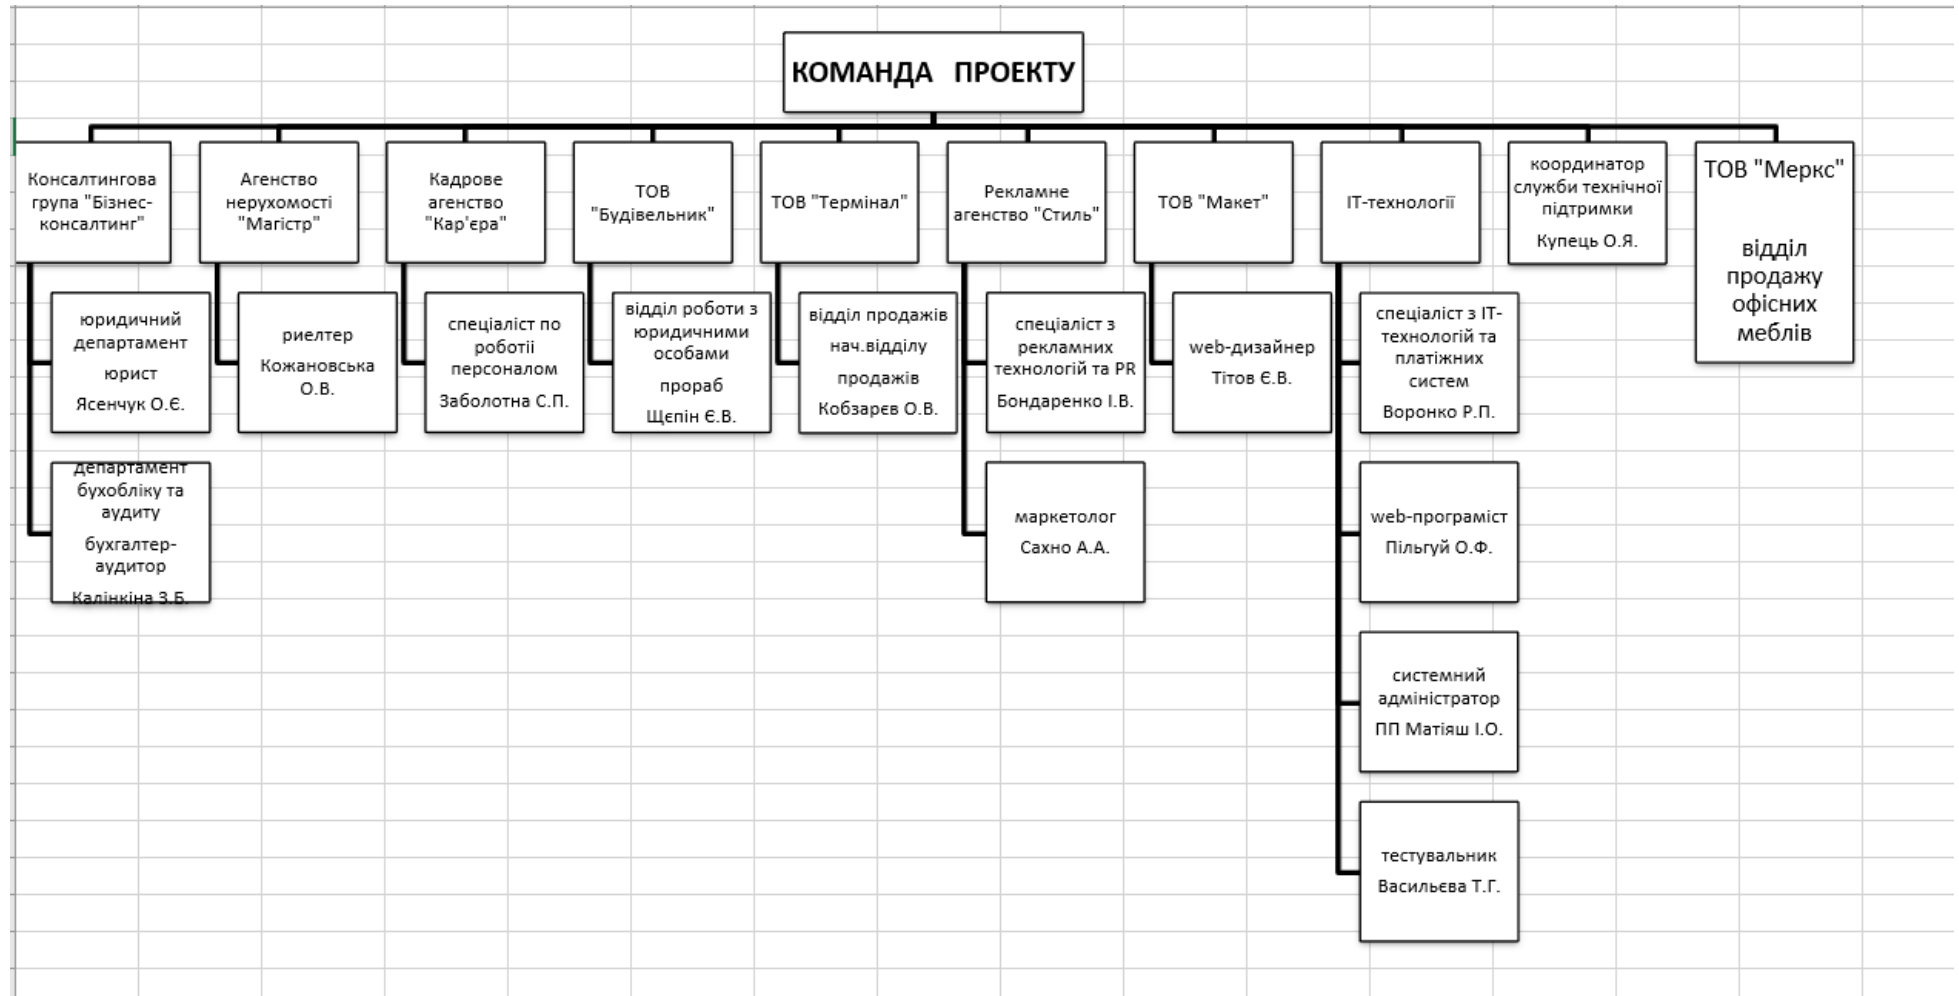 КОМАНДА ПРОЕКТУ
Консалтингова
група "Бізнес-
консалтинг"
Агенство
нерухомості
"Магістр"
Кадрове
агенство
"Кар'єра"
ТОВ
"Будівельник"
ТОВ "Термінал"
Рекламне
агенство "Стиль"
ТОВ "Макет"
ІТ-технології
координатор
служби технічної
підтримки
Купець О.Я.
ТОВ "Меркс"
відділ
продажу
офісних
меблів
юридичний
департамент
юрист
Ясенчук О.Є.
риелтер
Кожановська
О.В.
спеціаліст по
роботіі
персоналом
Заболотна С.П.
відділ роботи з
юридичними
особами
прораб
Щєпін Є.В.
відділ продажів
нач.відділу
продажів
Кобзарєв О.В.
спеціаліст з
рекламних
технологій та PR
Бондаренко І.В.
web-дизайнер
Тітов Є.В.
спеціаліст з ІТ-
технологій та
платіжних
систем
Воронко Р.П.
департамент
бухобліку та
аудиту
бухгалтер-
аудитор
Калінкіна З.Б.
маркетолог
Сахно А.А.
web-програміст
Пільгуй О.Ф.
системний
адміністратор
ПП Матіяш І.О.
тестувальник
Васильєва Т.Г.